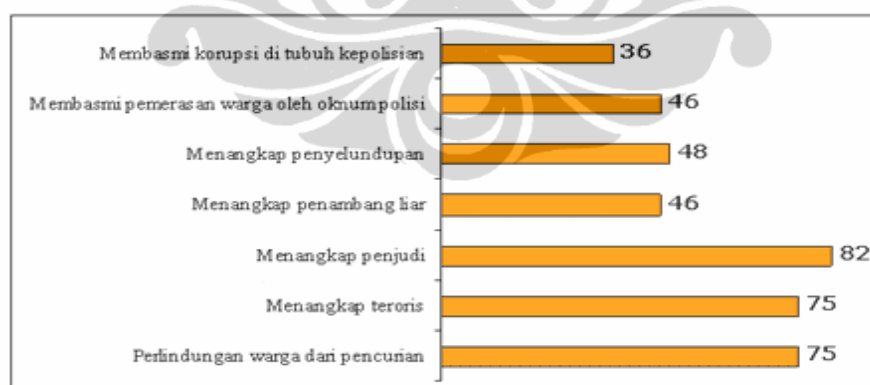 Membasmi korupsi di tubuh kepolisian 36
Membasmi pemerasan warga oleh oknum polisi 46
Menangkap penyelundupan 48
Menangkap penambang liar 46
Menangkap penjudi 82
Menangkap teroris 75
Perlindungan warga dari pencurian 75